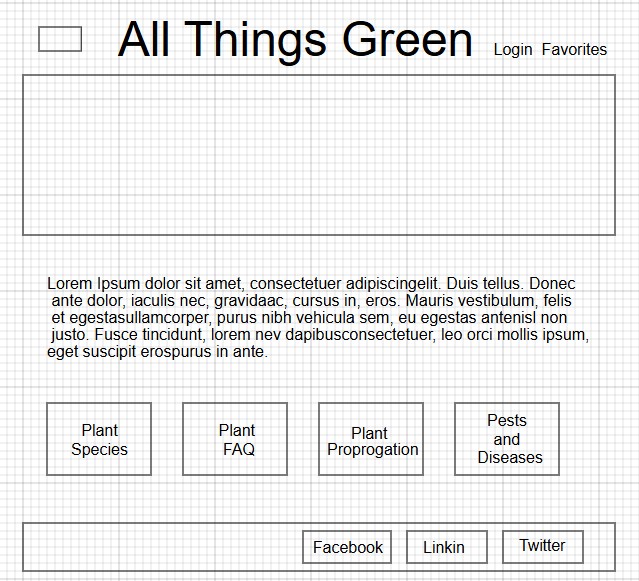 All Things Green
Login Favorites
Lorem Ipsum dolor sit amet, consectetuer adipiscingelit. Duis tellus. Donec
ante dolor, iaculis nec, gravidaac, cursus in, eros. Mauris vestibulum, felis
et egestasullamcorper, purus nibh vehicula sem, eu egestas antenisl non
justo. Fusce tincidunt, lorem nev dapibusconsectetuer, leo orci mollis ipsum,
eget suscipit erospurus in ante.
Plant
Species
Plant
FAQ
Plant
Proprogation
Pests
and
Diseases
Facebook
Linkin
Twitter